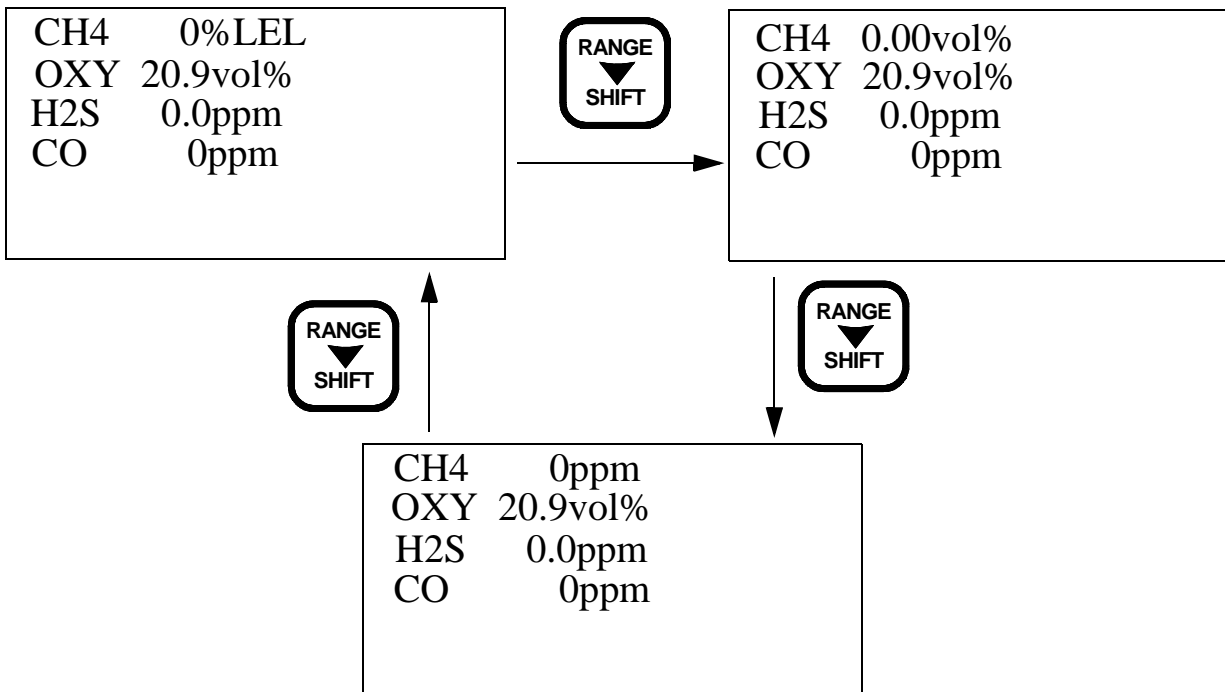 CH4 0%LEL
OXY 20.9vol%
H2S 0.0ppm
CO 0ppm
RANGE
SHIFT
CH4 0.00vol%
OXY 20.9vol%
H2S 0.0ppm
CO 0ppm
RANGE
SHIFT
RANGE
SHIFT
CH4 0ppm
OXY 20.9vol%
H2S 0.0ppm
CO 0ppm